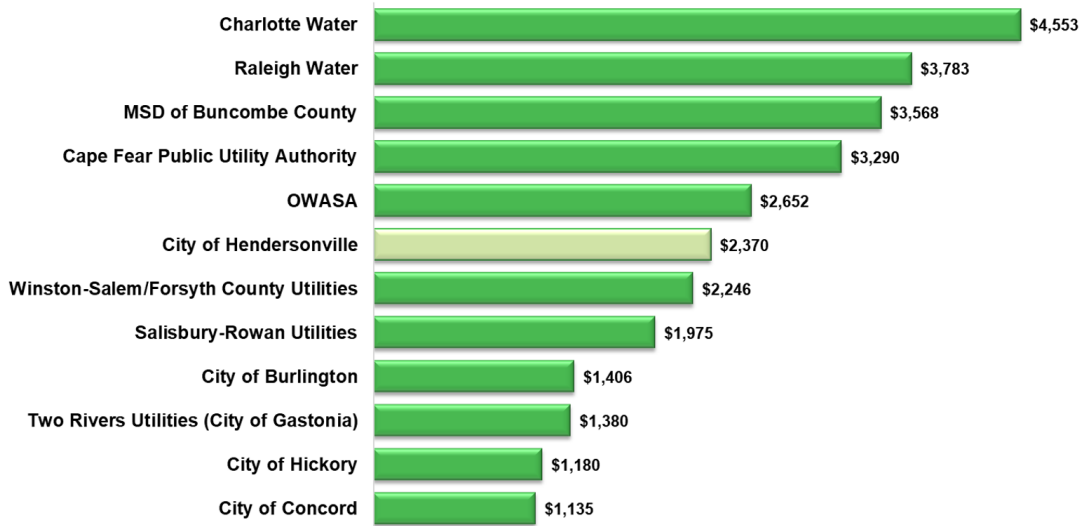 Charlotte Water $4,553
Raleigh Water $3,783
MSD of Buncombe County $3,568
Cape Fear Public Utility Authority $3,290
OWASA $2,652
City of Hendersonville $2,370
Winston-Salem/Forsyth County Utilities $2,246
Salisbury-Rowan Utilities $1,975
City of Burlington $1,406
Two Rivers Utilities (City of Gastonia) $1,380
City of Hickory $1,180
City of Concord $1,135